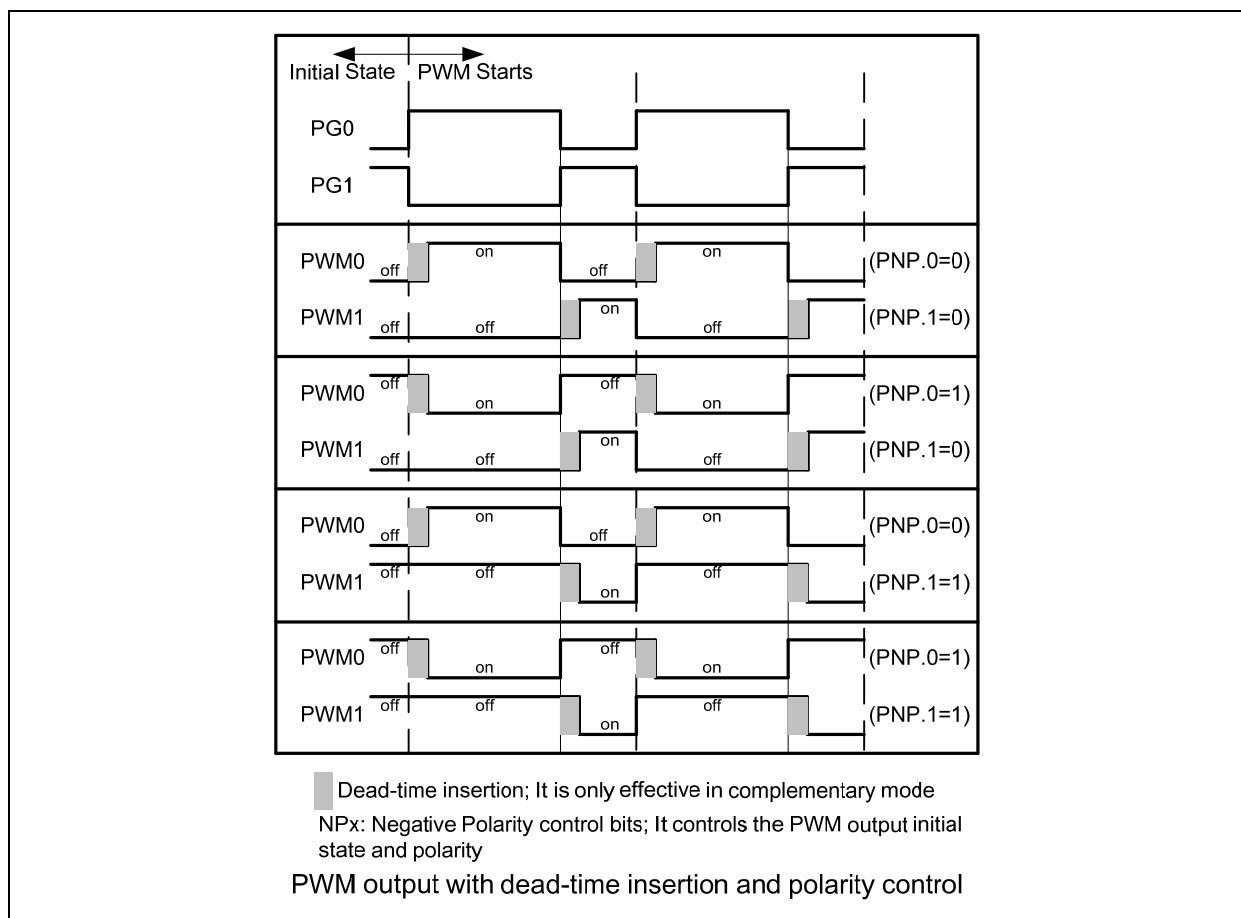 Initial State PWM Starts
PG0
PG1
PWM0 off on off on (PNP.0=0)
PWM1 off off on off (PNP.1=0)
PWM0 off on off on (PNP.0=1)
PWM1 off off on off (PNP.1=0)
PWM0 off on off on (PNP.0=0)
PWM1 off off on off (PNP.1=1)
PWM0 off on off on (PNP.0=1)
PWM1 off off on off (PNP.1=1)
Dead-time insertion; It is only effective in complementary mode
NPx: Negative Polarity control bits; It controls the PWM output initial
state and polarity
PWM output with dead-time insertion and polarity control